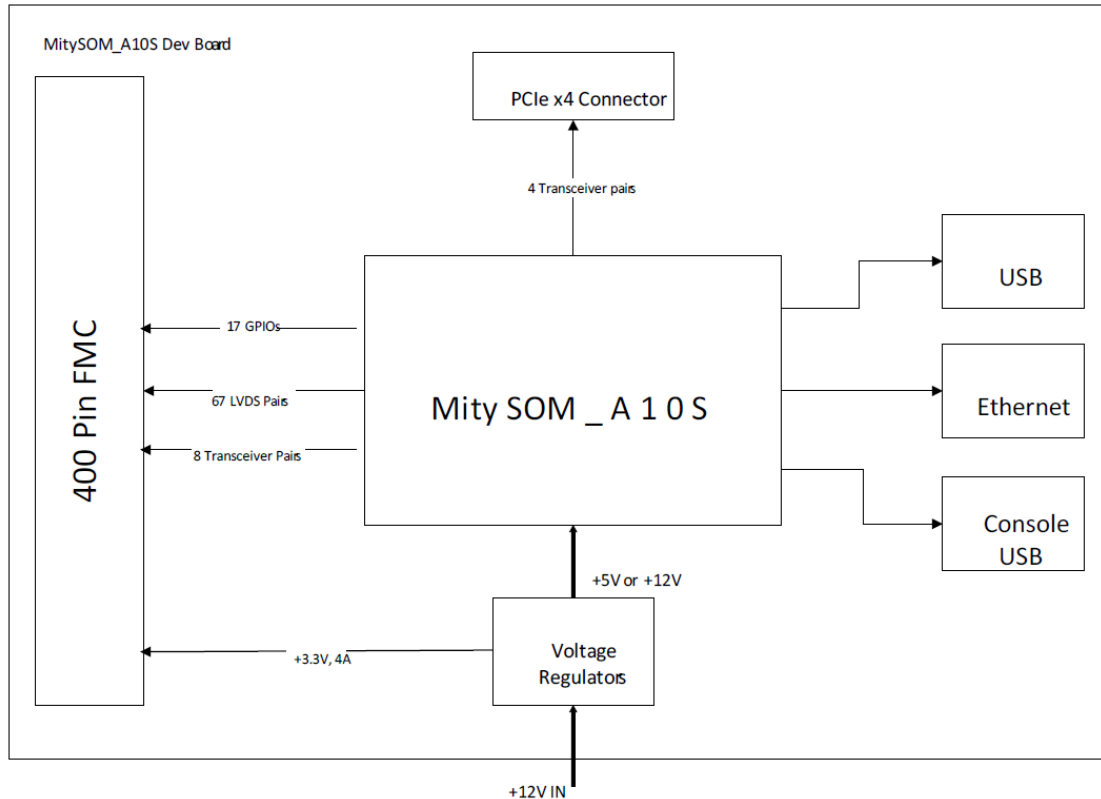 MitySOM_A10S Dev Board
PCIe x4 Connector
4 Transceiver pairs
USB
17 GPIOs
400 Pin FMC
67 LVDS Pairs
Mity SOM _ A 1 0 S
Ethernet
8 Transceiver Pairs
Console
USB
+5V or +12V
Voltage
Regulators
+3.3V, 4A
+12V IN